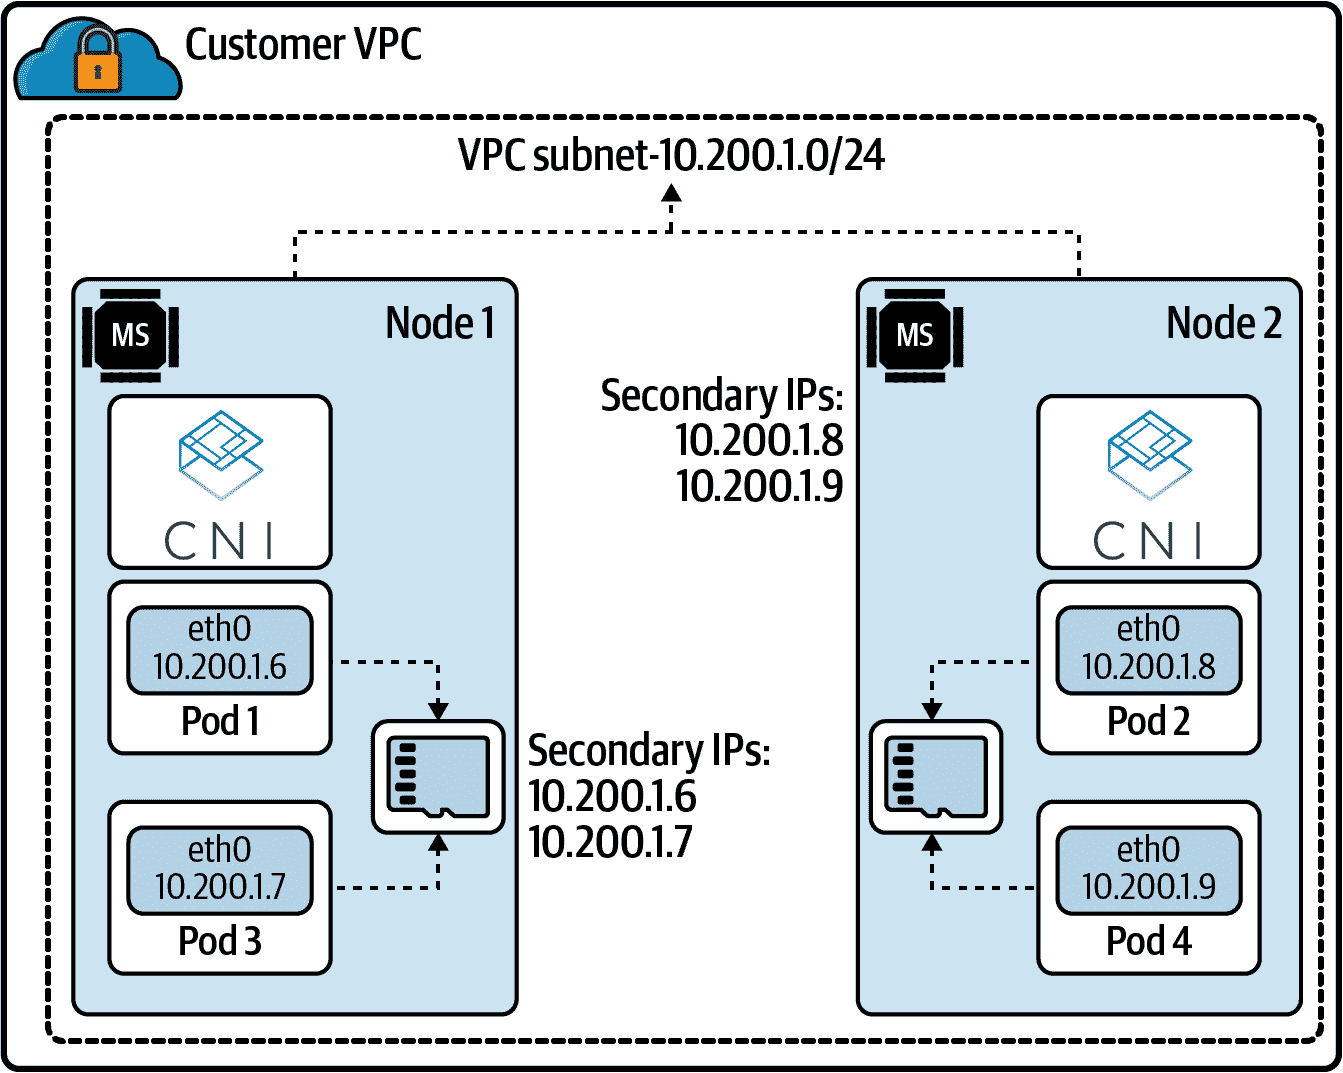 Customer VPC
VPC subnet-10.200.1.0/24
MS
Node 1
CNI
eth0
10.200.1.6
Pod 1
eth0
10.200.1.7
Pod 3
Secondary IPs:
10.200.1.6
10.200.1.7
Secondary IPs:
10.200.1.8
10.200.1.9
MS
Node 2
CNI
eth0
10.200.1.8
Pod 2
eth0
10.200.1.9
Pod 4